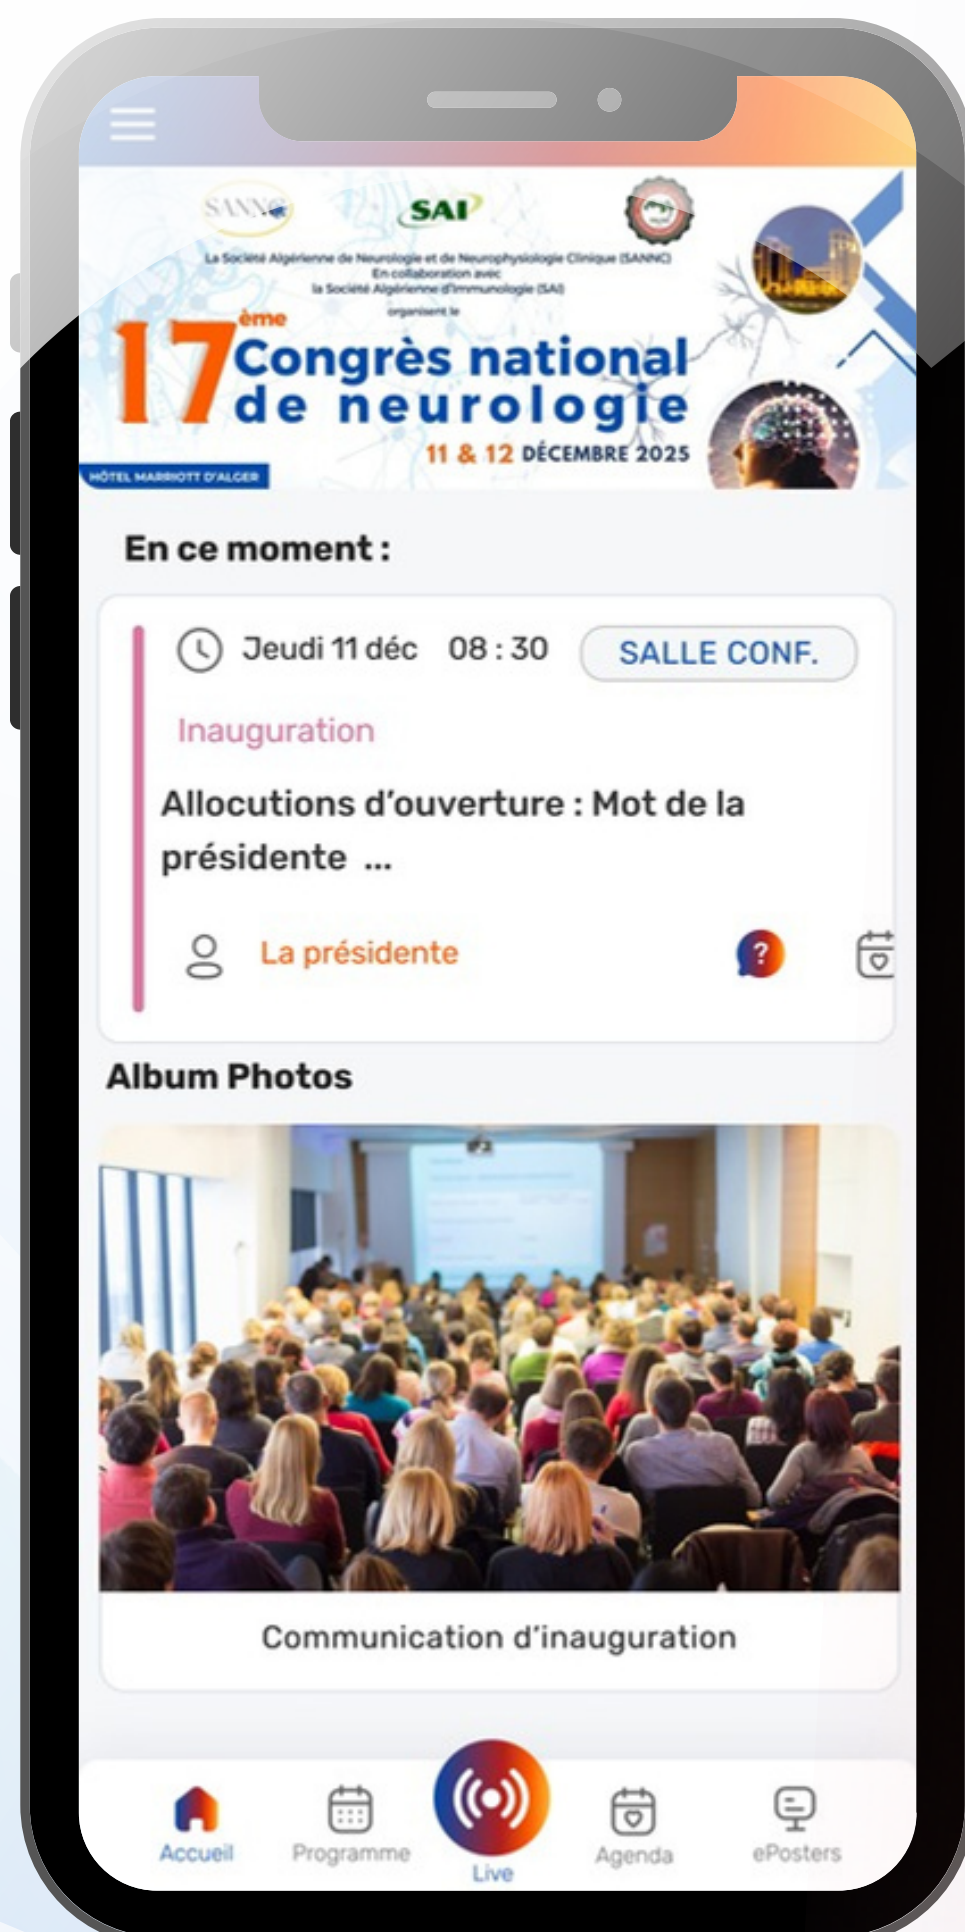 SANNC
SAI
La Société Algérienne de Neurologie et de Neurophysiologie Clinique (SANNC)
En collaboration avec
la Société Algérienne d'Immunologie (SAI)
organisent le
17ème
Congrès national
de neurologie
11 & 12 DÉCEMBRE 2025
HÔTEL MARRIOTT D'ALGER
En ce moment :
Jeudi 11 déc 08 : 30 SALLE CONF.
Inauguration
Allocutions d'ouverture : Mot de la
présidente ...
La présidente
?
Album Photos
Communication d'inauguration
Accueil
Programme
Live
Agenda
ePosters